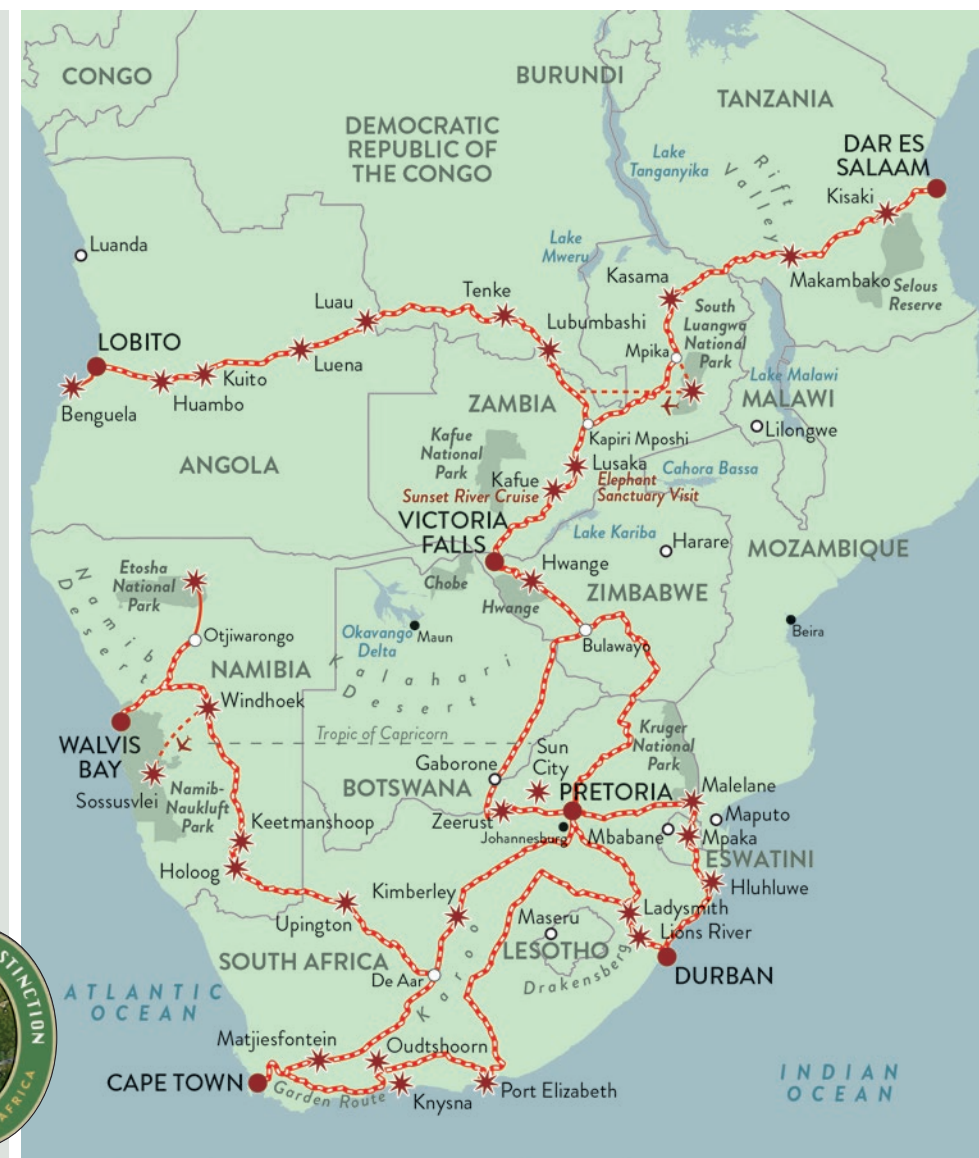 CONGO
BURUNDI
TANZANIA
DEMOCRATIC
REPUBLIC OF
THE CONGO
DAR ES
SALAAM
Lake
Tanganyika
Rift
Valley
Kisaki
Luanda
Lake
Mweru
Kasama
Makambako
Selous
Reserve
Luau
Tenke
Lubumbashi
South
Luangwa
National
Park
LOBITO
Mpika
Luena
Kuito
Huambo
Benguela
Lake Malawi
MALAWI
ZAMBIA
Lilongwe
Kapiri Mposhi
Kafue
National
Park
ANGOLA
Lusaka
Cahora Bassa
Kafue
Elephant
Sanctuary Visit
Sunset River Cruise
VICTORIA
FALLS
Lake Kariba
Harare
MOZAMBIQUE
Etosha
National
Park
Namib
Desert
Chobe
Hwange
Hwange
ZIMBABWE
Otjiwarongo
Okavango
Delta
Maun
Beira
Bulawayo
Kalahari
Desert
NAMIBIA
Windhoek
Tropic of Capricorn
WALVIS
BAY
Kruger
National
Park
Sun
City
Gaborone
BOTSWANA
PRETORIA
Malelane
Sossusvlei
Namib-
Naukluft
Park
Zeerust
Johannesburg
Mbabane
Maputo
Mpaka
ESWATINI
Keetmanshoop
Holoog
Hluhluwe
Kimberley
Upington
Maseru
Ladysmith
Lions River
LESOTHO
SOUTH AFRICA
Drakensberg
DURBAN
De Aar
Karoo
ATLANTIC
OCEAN
STINCTION
AFRICA
Matjiesfontein
Oudtshoorn
CAPE TOWN
Garden Route
Knysna
Port Elizabeth
INDIAN
OCEAN